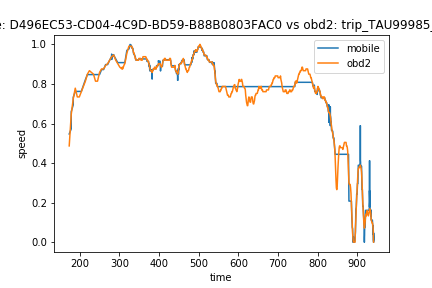 e: D496EC53-CD04-4C9D-BD59-B88B0803FAC0 vs obd2: trip_TAU99985_
mobile
obd2
1.0
0.8
0.6
0.4
0.2
0.0
speed
200 300 400 500 600 700 800 900
time